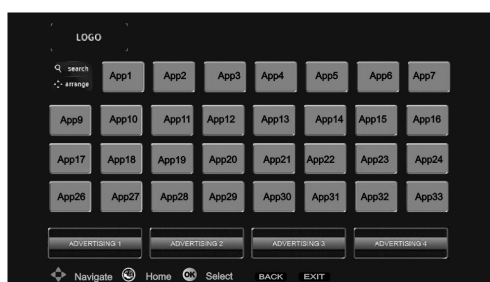 LOGO
search
arrange
App1 App2 App3 App4 App5 App6 App7
App9 App10 App11 App12 App13 App14 App15 App16
App17 App18 App19 App20 App21 App22 App23 App24
App26 App27 App28 App29 App30 App31 App32 App33
ADVERTISING 1 ADVERTISING 2 ADVERTISING 3 ADVERTISING 4
Navigate Home OK Select BACK EXIT